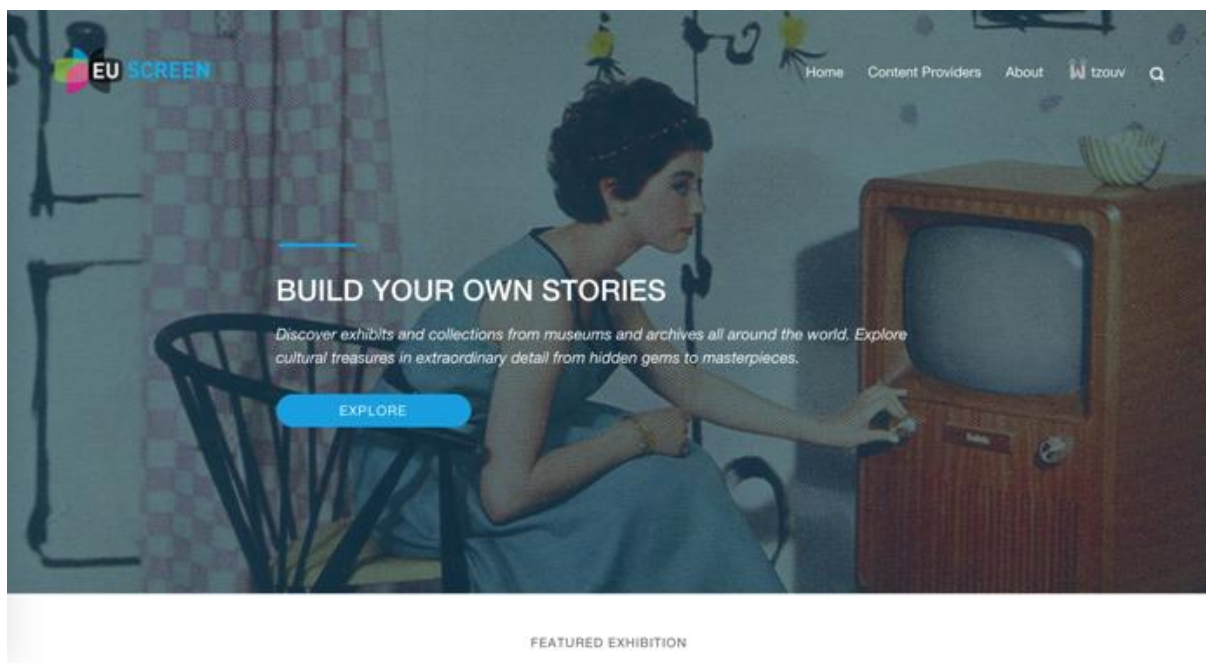 EU SCREEN
Home Content Providers About tzouv
BUILD YOUR OWN STORIES
Discover exhibits and collections from museums and archives all around the world. Explore
cultural treasures in extraordinary detail from hidden gems to masterpieces.
EXPLORE
FEATURED EXHIBITION